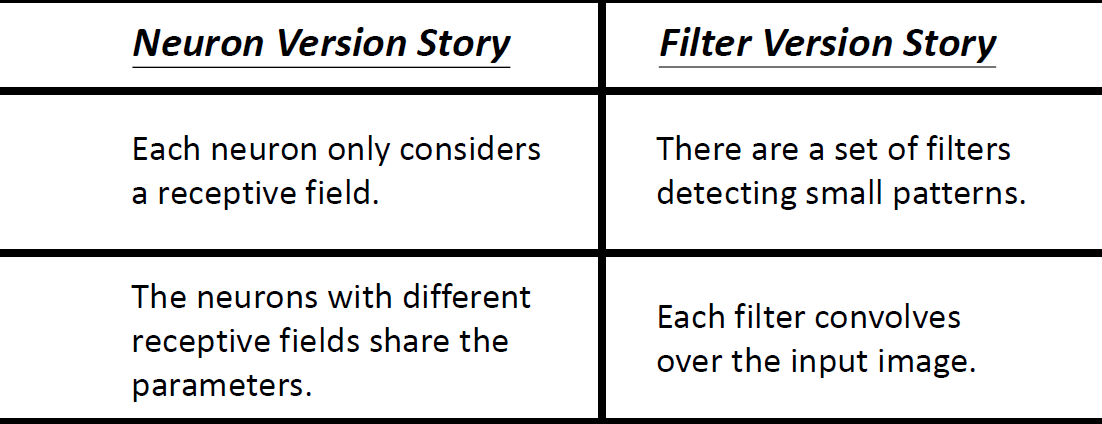 Neuron Version Story
Filter Version Story
Each neuron only considers
a receptive field.
There are a set of filters
detecting small patterns.
The neurons with different
receptive fields share the
parameters.
Each filter convolves
over the input image.